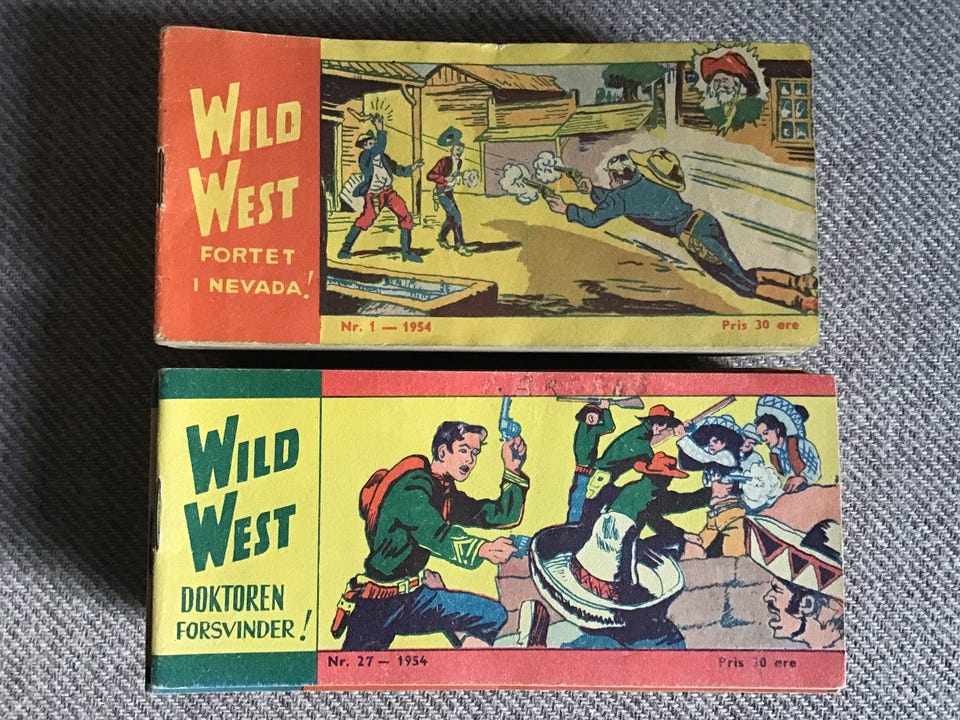 WILD
WEST
FORTET
I NEVADA!
Nr. 1 — 1954
Pris 30 øre
WILD
WEST
DOKTOREN
FORSVINDER!
Nr. 27 — 1954
Pris 30 øre